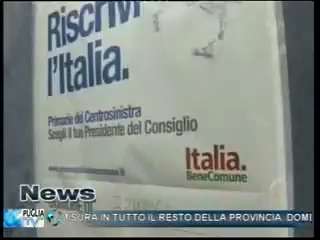 Riscrivi
l'Italia.
Primarie del Centrosinistra
Scegli il tuo Presidente del Consiglio
Italia.
BeneComune
News
PUGLIA
SURA IN TUTTO IL RESTO DELLA PROVINCIA. DOMI